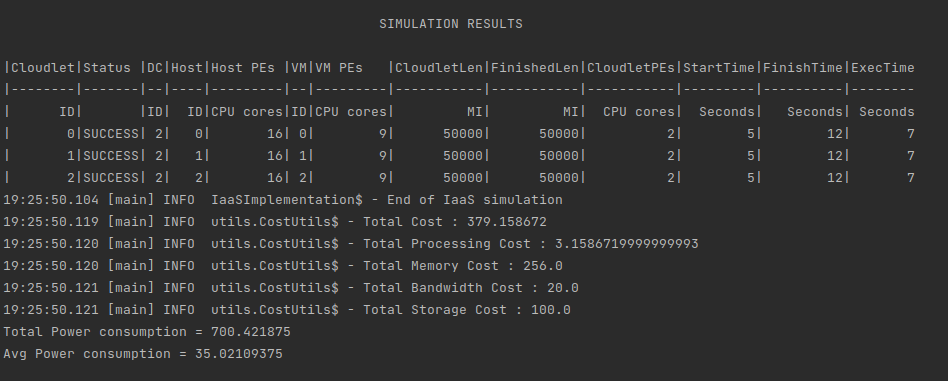 SIMULATION RESULTS
|Cloudlet|Status |DC|Host|Host PEs |VM|VM PEs   |CloudletLen|FinishedLen|CloudletPEs|StartTime|FinishTime|ExecTime
|--------|-------|--|----|---------|--|---------|-----------|-----------|-----------|---------|----------|--------
|      ID|       |ID|  ID|CPU cores|ID|CPU cores|         MI|         MI|  CPU cores|  Seconds|   Seconds| Seconds
|       0|SUCCESS| 2|   0|       16| 0|        9|      50000|      50000|          2|        5|        12|       7
|       1|SUCCESS| 2|   1|       16| 1|        9|      50000|      50000|          2|        5|        12|       7
|       2|SUCCESS| 2|   2|       16| 2|        9|      50000|      50000|          2|        5|        12|       7
19:25:50.104 [main] INFO  IaaSImplementation$ - End of IaaS simulation
19:25:50.119 [main] INFO  utils.CostUtils$ - Total Cost : 379.158672
19:25:50.120 [main] INFO  utils.CostUtils$ - Total Processing Cost : 3.1586719999999993
19:25:50.120 [main] INFO  utils.CostUtils$ - Total Memory Cost : 256.0
19:25:50.121 [main] INFO  utils.CostUtils$ - Total Bandwidth Cost : 20.0
19:25:50.121 [main] INFO  utils.CostUtils$ - Total Storage Cost : 100.0
Total Power consumption = 700.421875
Avg Power consumption = 35.02109375